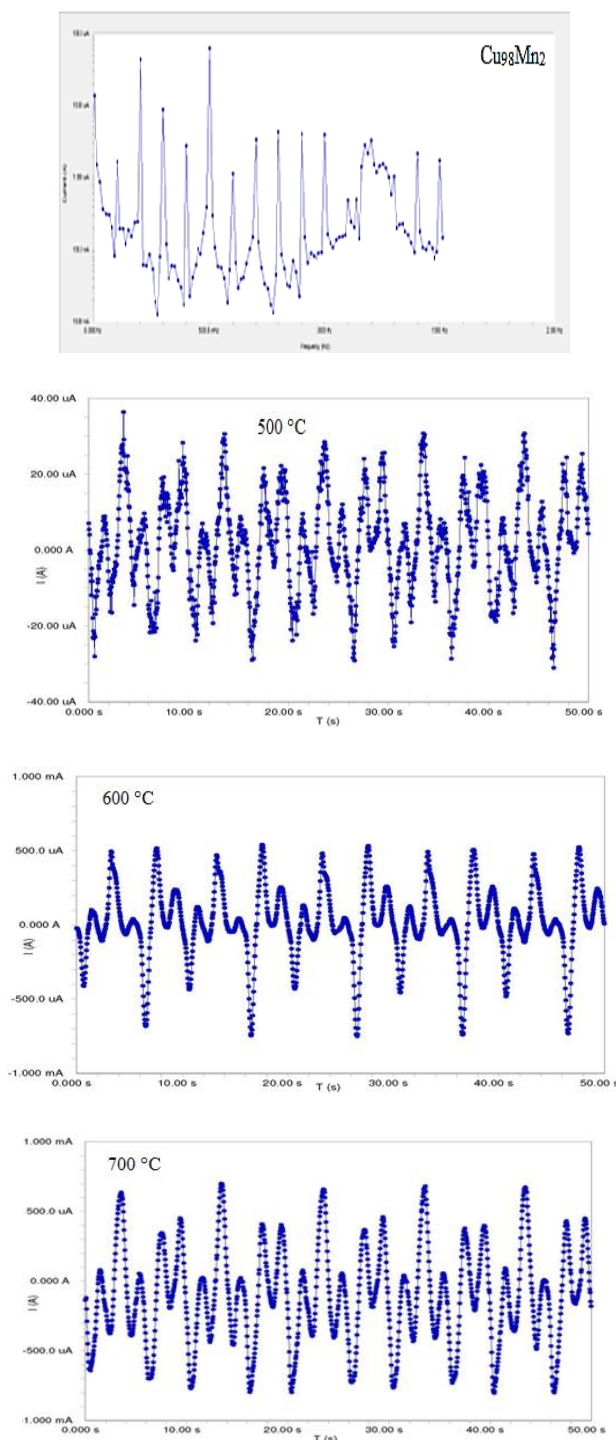 Cu98Mn2
Frequency (Hz)
40.00 uA
500 °C
20.00 uA
0.000 A
I (A)
-20.00 uA
-40.00 uA
0.000 s 10.00 s 20.00 s 30.00 s 40.00 s 50.00 s
T (s)
1.000 mA
600 °C
500.0 uA
0.000 A
I (A)
-500.0 uA
-1.000 mA
0.000 s 10.00 s 20.00 s 30.00 s 40.00 s 50.00 s
T (s)
1.000 mA
700 °C
500.0 uA
0.000 A
I (A)
-500.0 uA
-1.000 mA
0.000 s 10.00 s 20.00 s 30.00 s 40.00 s 50.00 s
T (s)